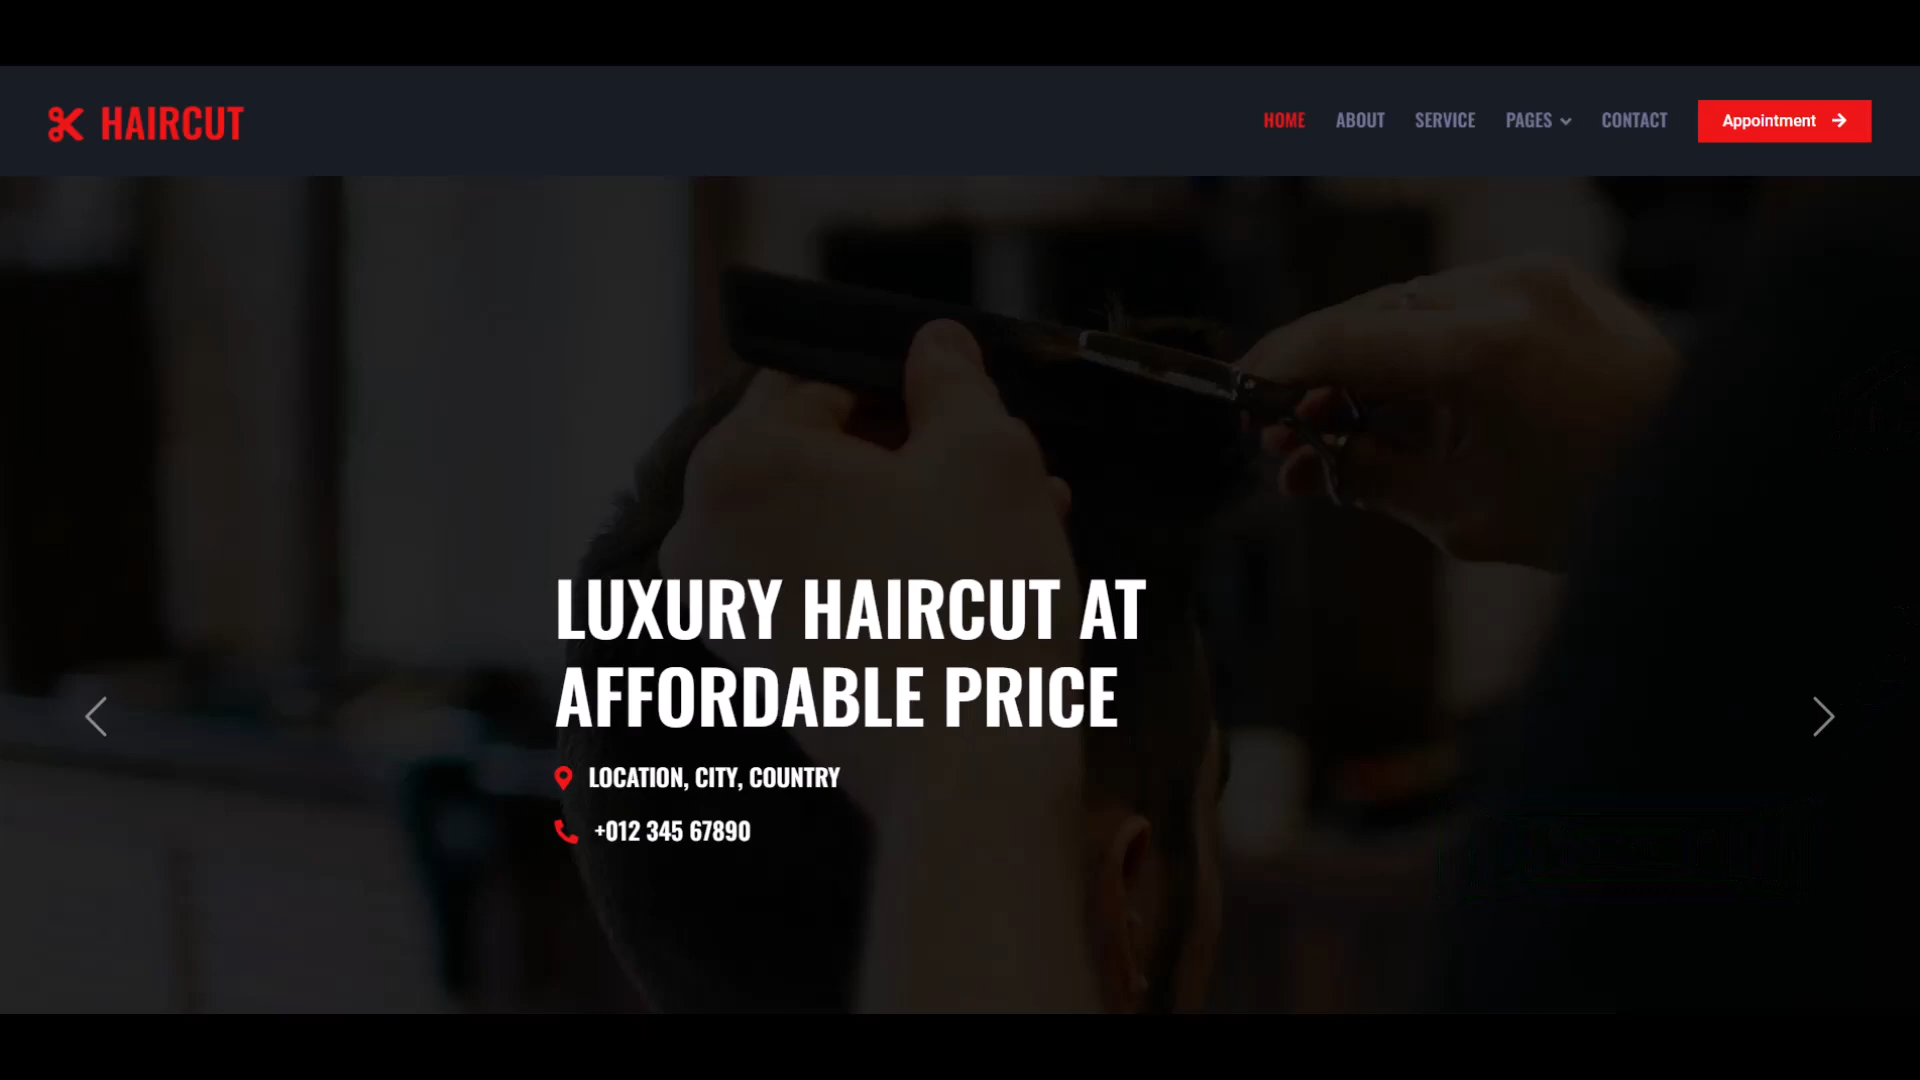 HAIRCUT
HOME ABOUT SERVICE PAGES CONTACT Appointment
LUXURY HAIRCUT AT
AFFORDABLE PRICE
LOCATION, CITY, COUNTRY
+012 345 67890